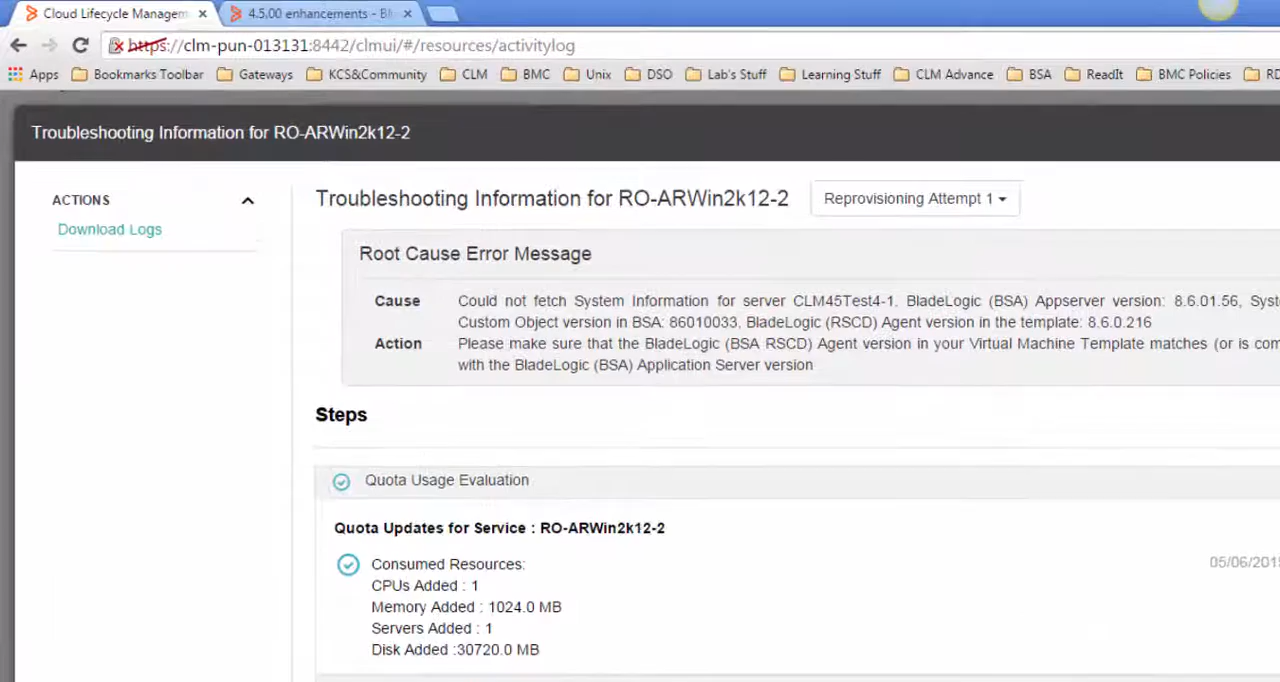 Cloud Lifecycle Managem
4.5.00 enhancements - Bl
https://clm-pun-013131:8442/clmui/#/resources/activitylog
Apps Bookmarks Toolbar Gateways KCS&Community CLM BMC Unix DSO Lab's Stuff Learning Stuff CLM Advance BSA ReadIt BMC Policies RD
Troubleshooting Information for RO-ARWin2k12-2
ACTIONS
Download Logs
Troubleshooting Information for RO-ARWin2k12-2 Reprovisioning Attempt 1
Root Cause Error Message
Cause Could not fetch System Information for server CLM45Test4-1. BladeLogic (BSA) Appserver version: 8.6.01.56, Syst
Custom Object version in BSA: 86010033, BladeLogic (RSCD) Agent version in the template: 8.6.0.216
Action Please make sure that the BladeLogic (BSA RSCD) Agent version in your Virtual Machine Template matches (or is com
with the BladeLogic (BSA) Application Server version
Steps
Quota Usage Evaluation
Quota Updates for Service : RO-ARWin2k12-2
Consumed Resources: 05/06/2015
CPUs Added : 1
Memory Added : 1024.0 MB
Servers Added : 1
Disk Added :30720.0 MB